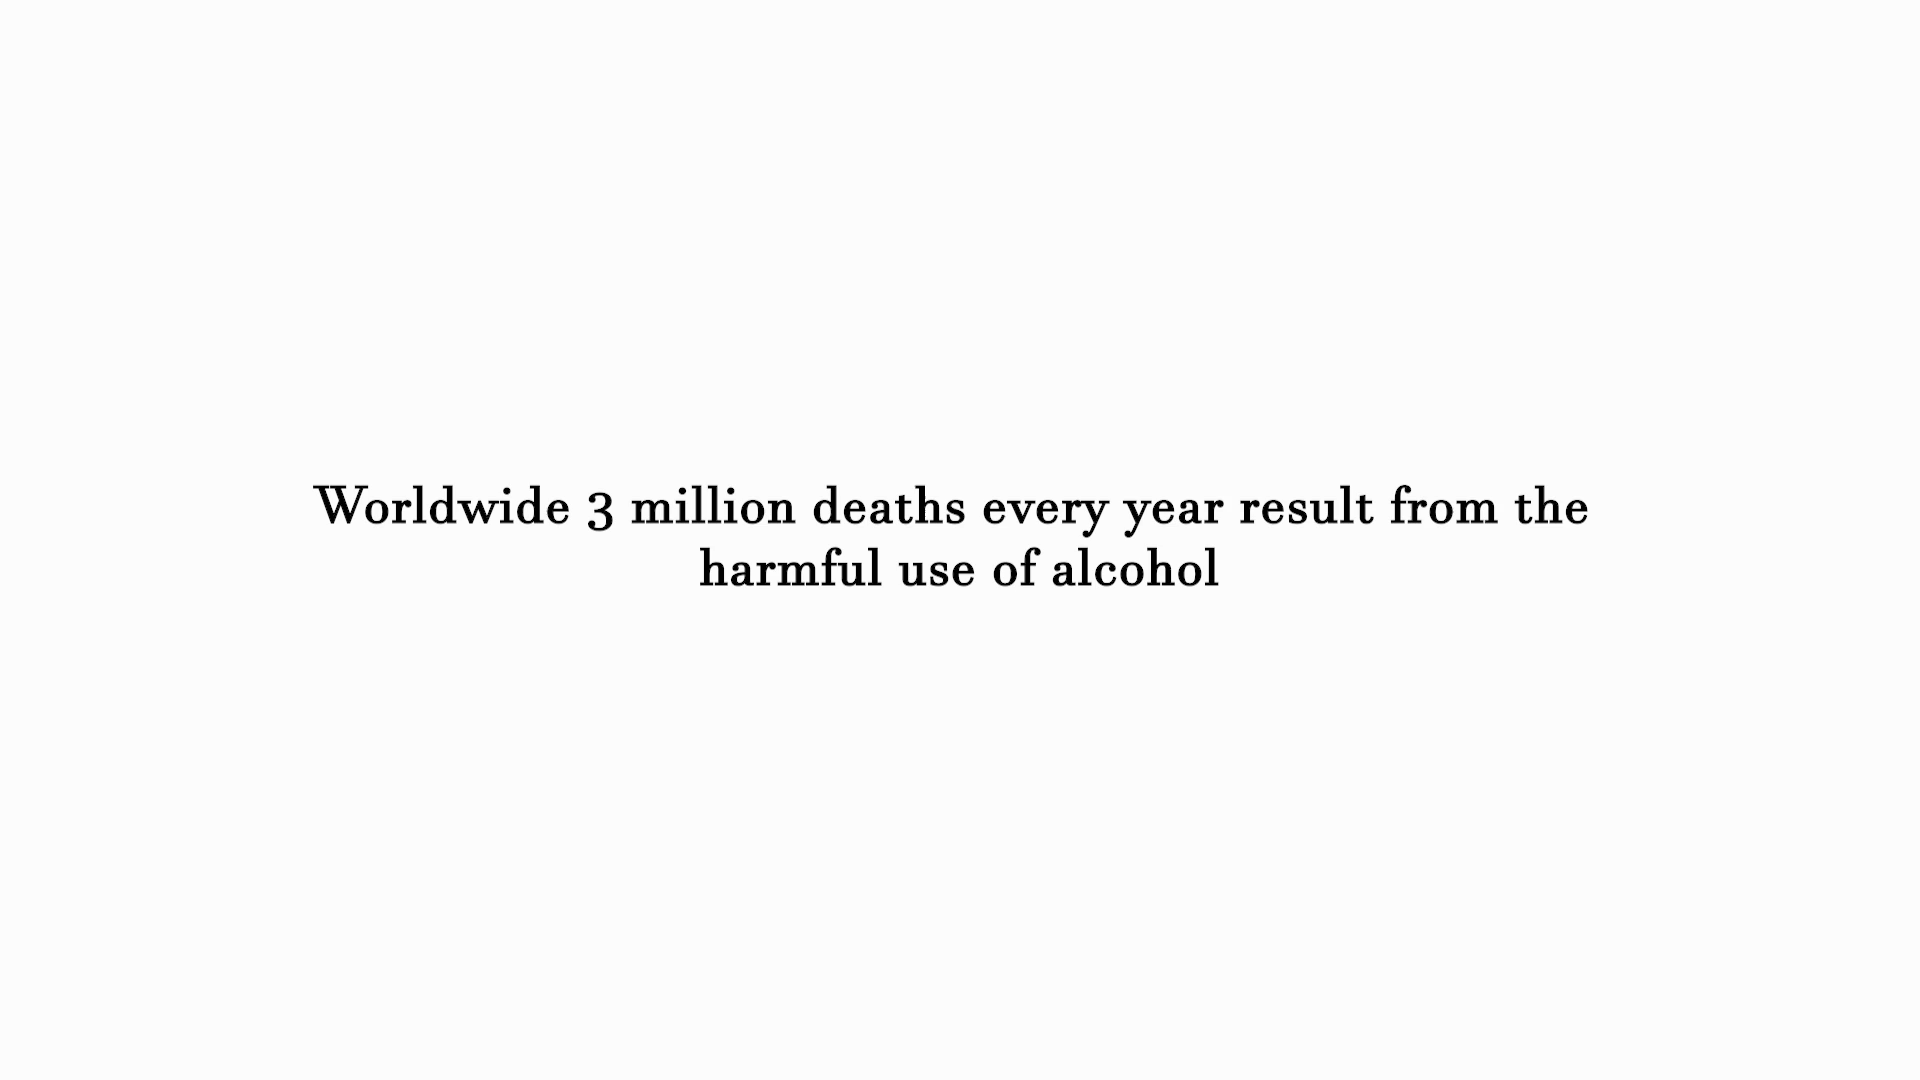 Worldwide 3 million deaths every year result from the
harmful use of alcohol